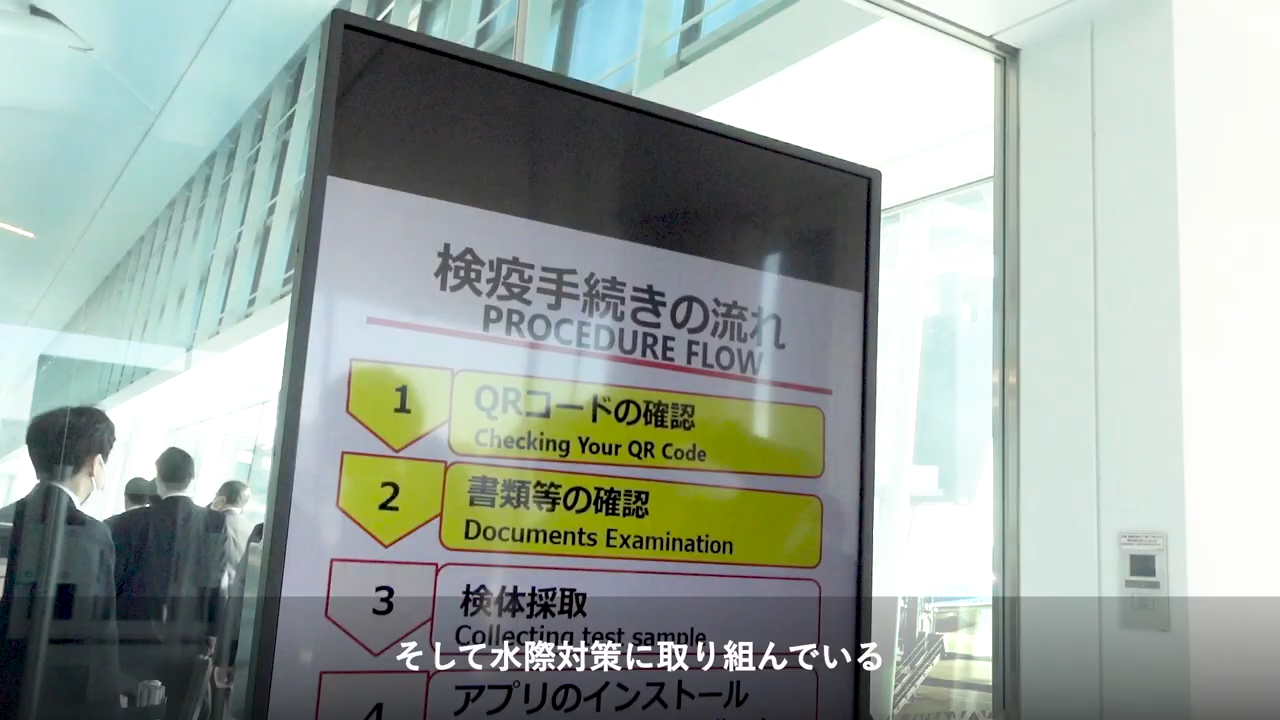 検疫手続きの流れ
PROCEDURE FLOW
1
QRコードの確認
Checking Your QR Code
2
書類等の確認
Documents Examination
3
検体採取
Collecting test sample
4
アプリのインストール
そして水際対策に取り組んでいる